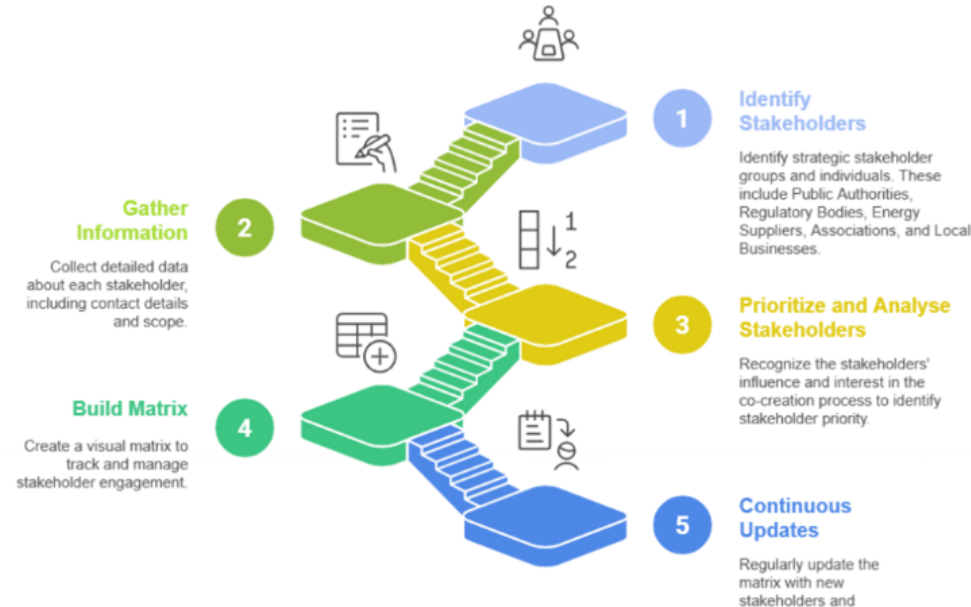 1
Identify
Stakeholders
Identify strategic stakeholder
groups and individuals. These
include Public Authorities,
Regulatory Bodies, Energy
Suppliers, Associations, and Local
Businesses.
2
Gather
Information
Collect detailed data
about each stakeholder,
including contact details
and scope.
1
2
3
Prioritize and Analyse
Stakeholders
Recognize the stakeholders'
influence and interest in the
co-creation process to identify
stakeholder priority.
4
Build Matrix
Create a visual matrix to
track and manage
stakeholder engagement.
5
Continuous
Updates
Regularly update the
matrix with new
stakeholders and